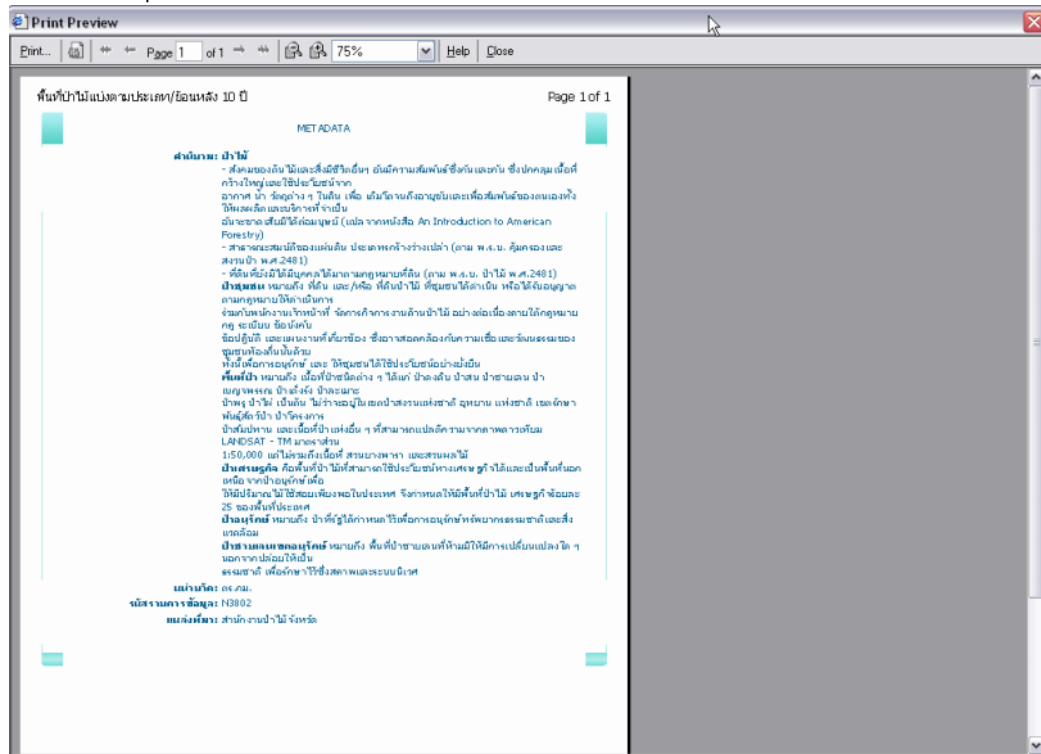 Print Preview
Print... Page 1 of 1 75% Help Close
พื้นที่ป่าไม้แบ่งตามประเภท/ย้อนหลัง 10 ปี Page 1 of 1
METADATA
คำนิยาม: ป่าไม้
- สังคมของต้นไม้และสิ่งมีชีวิตอื่นๆ อันมีความสัมพันธ์ซึ่งกันและกัน ซึ่งปกคลุมเนื้อที่
กว้างใหญ่และใช้ประโยชน์จาก
อากาศ น้ำ วัตถุต่าง ๆ ในดิน เพื่อ เติบโตจนถึงอายุขัยและเพื่อสืบพันธ์ของตนเองทั้ง
ให้ผลผลิตและบริการที่จำเป็น
อันจะขาดเสียมิได้ต่อมนุษย์ (แปลจากหนังสือ An Introduction to American
Forestry)
- สาธารณะสมบัติของแผ่นดิน ประเภทรกร้างว่างเปล่า (ตาม พ.ร.บ. คุ้มครองและ
สงวนป่า พ.ศ.2481)
- ที่ดินที่ยังมิได้มีบุคคลได้มาตามกฎหมายที่ดิน (ตาม พ.ร.บ. ป่าไม้ พ.ศ.2481)
ป่าชุมชน หมายถึง ที่ดิน และ/หรือ ที่ดินป่าไม้ ที่ชุมชนได้ดำเนิน หรือได้รับอนุญาต
ตามกฎหมายให้ดำเนินการ
ร่วมกับพนักงานเจ้าหน้าที่ จัดการกิจการงานด้านป่าไม้ อย่างต่อเนื่องตามใต้กฎหมาย
กฎ ระเบียบ ข้อบังคับ
ข้อปฏิบัติ และแผนงานที่เกี่ยวข้อง ซึ่งอาจสอดคล้องกับความเชื่อและวัฒนธรรมของ
ชุมชนท้องถิ่นนั้นด้วย
ทั้งนี้เพื่อการอนุรักษ์ และ ให้ชุมชนได้ใช้ประโยชน์อย่างยั่งยืน
พื้นที่ป่า หมายถึง เนื้อที่ป่าชนิดต่าง ๆ ได้แก่ ป่าดงดิบ ป่าสน ป่าชายเลน ป่า
เบญจพรรณ ป่าเต็งรัง ป่าละเมาะ
ป่าพรุ ป่าไผ่ เป็นต้น ไม่ว่าจะอยู่ในเขตป่าสงวนแห่งชาติ อุทยาน แห่งชาติ เขตรักษา
พันธุ์สัตว์ป่า ป่าโครงการ
ป่าสัมปทาน และเนื้อที่ป่าแห่งอื่น ๆ ที่สามารถแปลตีความจากภาพดาวเทียม
LANDSAT - TM มาตราส่วน
1:50,000 แต่ไม่รวมถึงเนื้อที่ สวนยางพารา และสวนผลไม้
ป่าเศรษฐกิจ คือพื้นที่ป่าไม้ที่สามารถใช้ประโยชน์ทางเศรษฐกิจได้และเป็นพื้นที่นอก
เหนือ จากป่าอนุรักษ์เพื่อ
ให้มีปริมาณไม้ใช้สอยเพียงพอในประเทศ จึงกำหนดให้มีพื้นที่ป่าไม้ เศรษฐกิจร้อยละ
25 ของพื้นที่ประเทศ
ป่าอนุรักษ์ หมายถึง ป่าที่รัฐได้กำหนดไว้เพื่อการอนุรักษ์ทรัพยากรธรรมชาติและสิ่ง
แวดล้อม
ป่าชายเลนเขตอนุรักษ์ หมายถึง พื้นที่ป่าชายเลนที่ห้ามมิให้มีการเปลี่ยนแปลงใด ๆ
นอกจากปล่อยให้เป็น
ธรรมชาติ เพื่อรักษาไว้ซึ่งสภาพและระบบนิเวศ
หน่วยวัด: ตร.กม.
รหัสรายการข้อมูล: N3802
แหล่งที่มา: สำนักงานป่าไม้จังหวัด